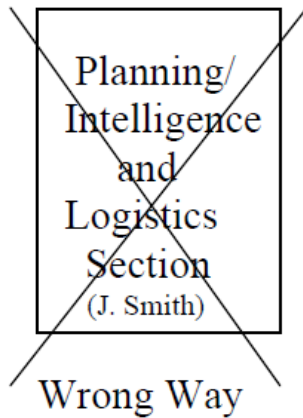 Planning/
Intelligence
and
Logistics
Section
(J. Smith)
Wrong Way